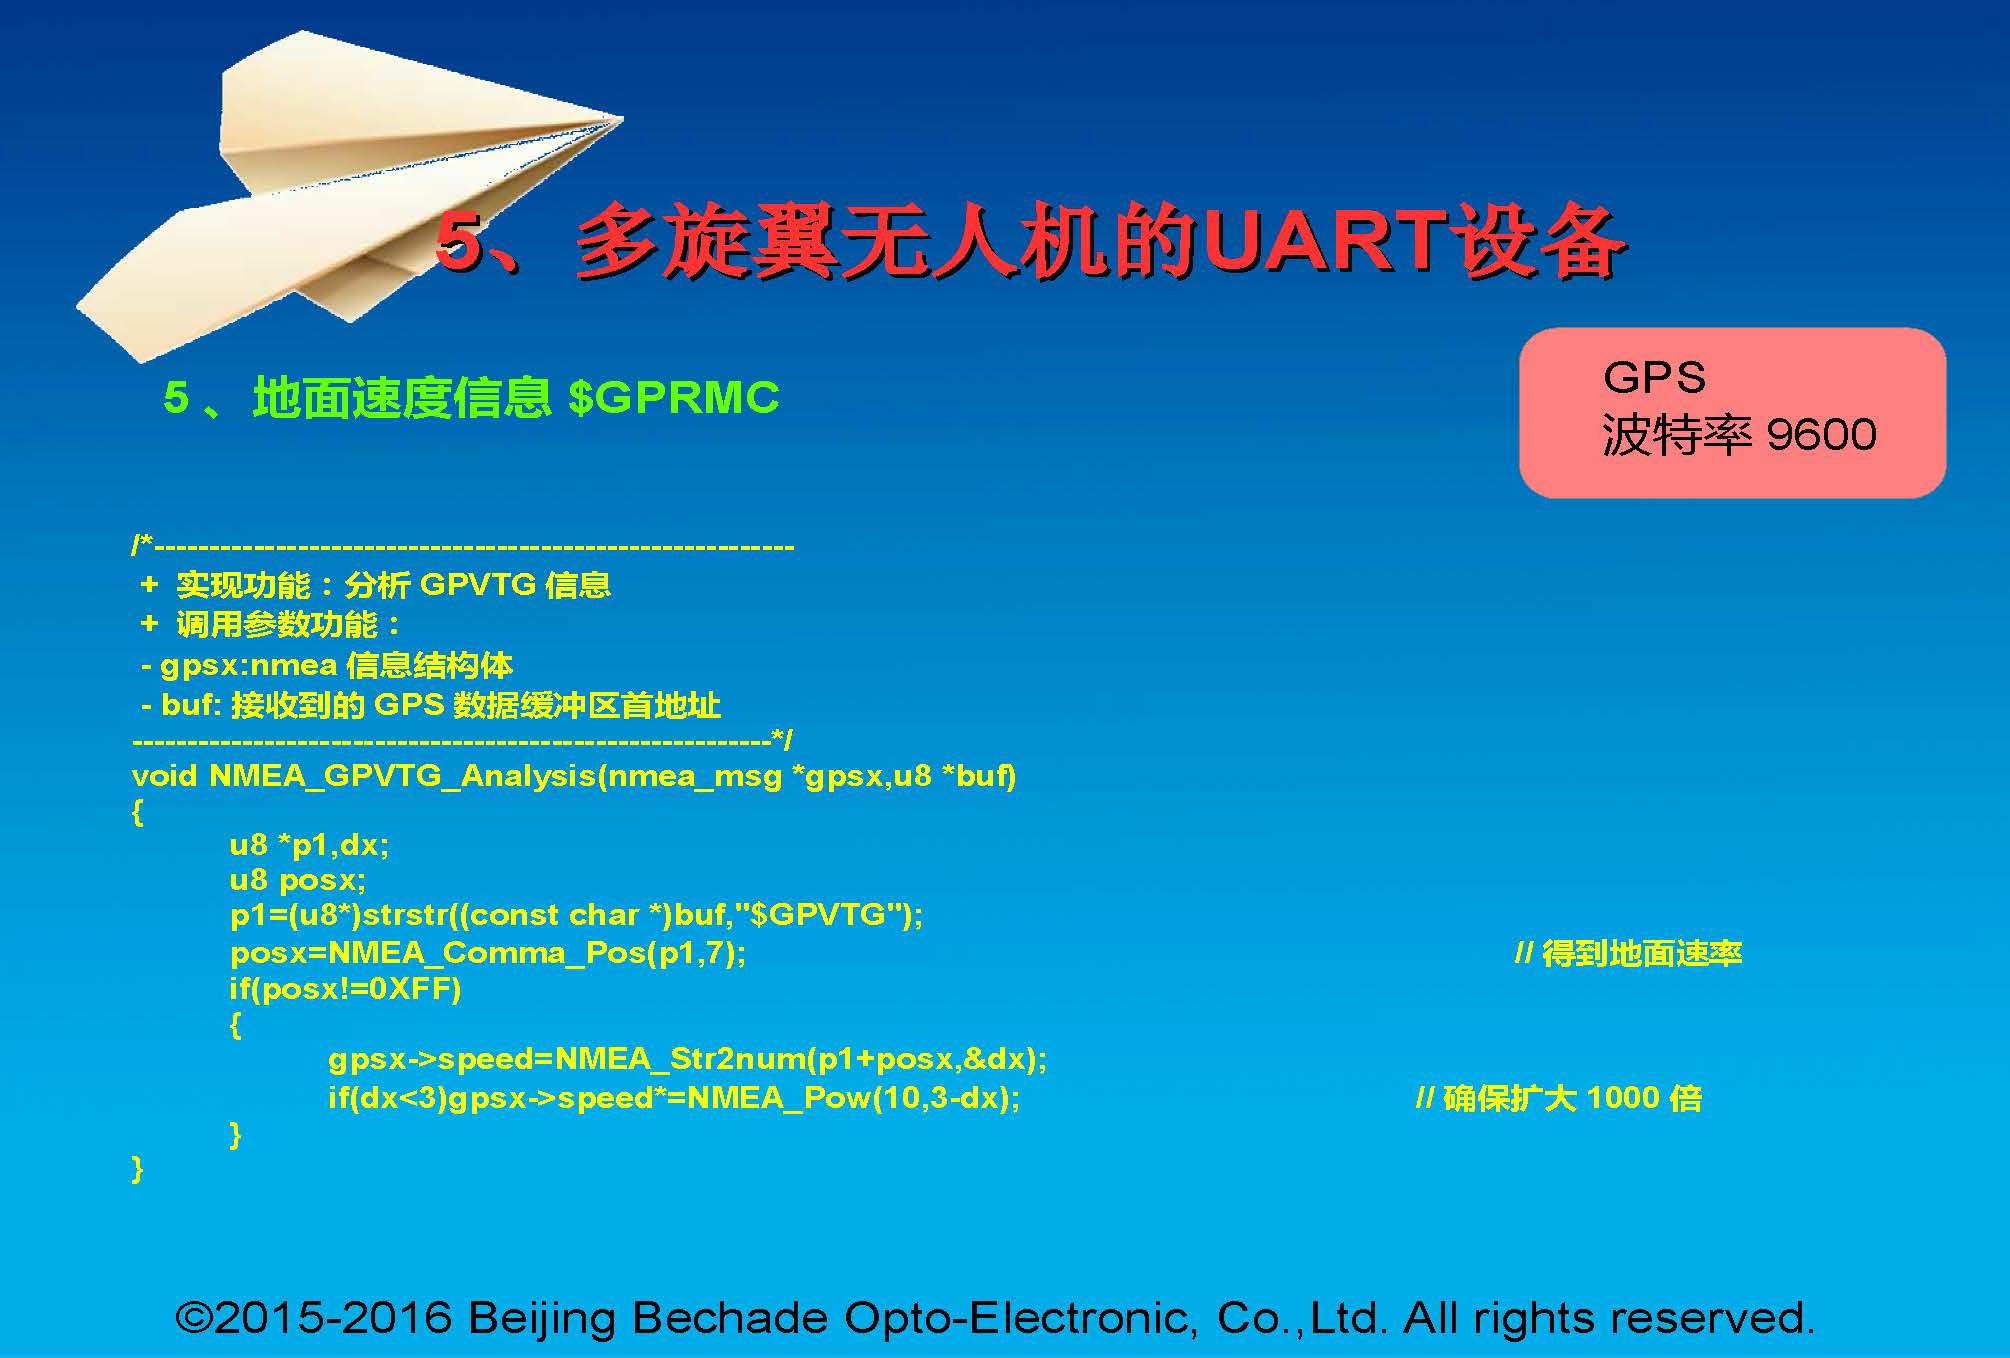 5、多旋翼无人机的UART设备
5 、地面速度信息 $GPRMC
GPS
波特率 9600
/*----------------------------------------------------------
+ 实现功能：分析 GPVTG 信息
+ 调用参数功能：
- gpsx:nmea 信息结构体
- buf: 接收到的 GPS 数据缓冲区首地址
----------------------------------------------------------*/
void NMEA_GPVTG_Analysis(nmea_msg *gpsx,u8 *buf)
{
u8 *p1,dx;
u8 posx;
p1=(u8*)strstr((const char *)buf,"$GPVTG");
posx=NMEA_Comma_Pos(p1,7); // 得到地面速率
if(posx!=0XFF)
{
gpsx->speed=NMEA_Str2num(p1+posx,&dx);
if(dx<3)gpsx->speed*=NMEA_Pow(10,3-dx); // 确保扩大 1000 倍
}
}
©2015-2016 Beijing Bechade Opto-Electronic, Co.,Ltd. All rights reserved.